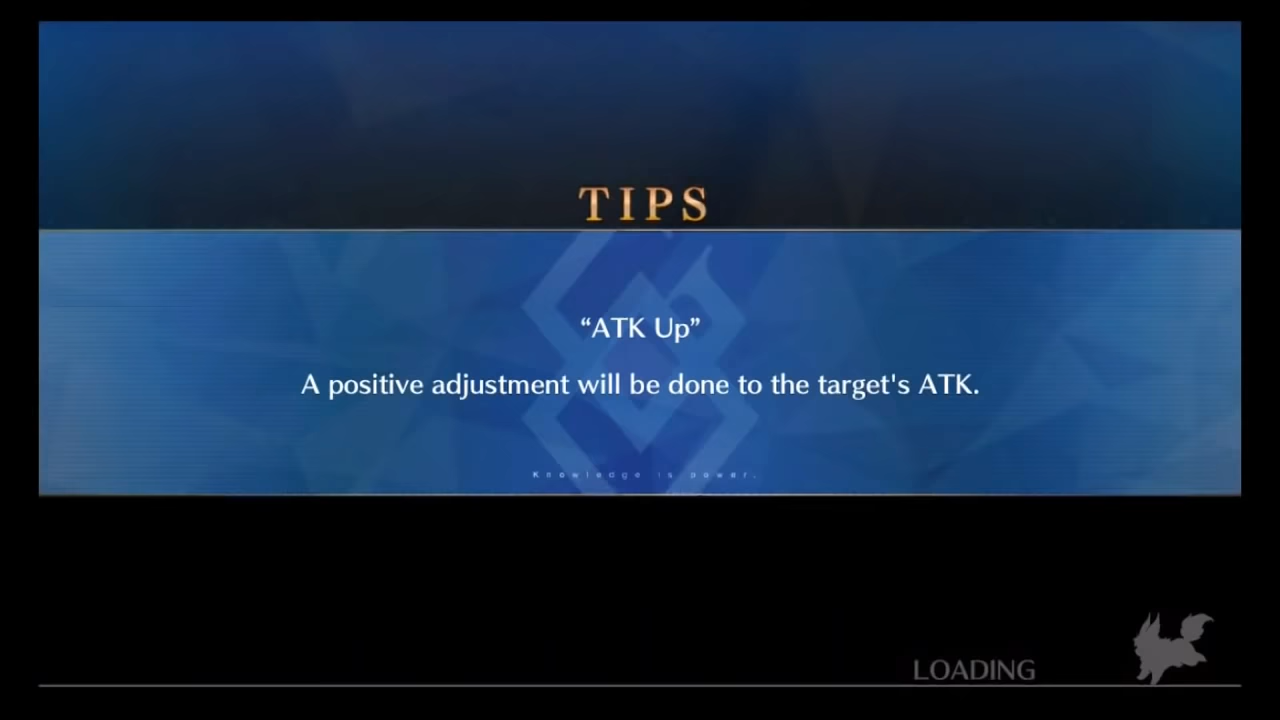 TIPS
“ATK Up”
A positive adjustment will be done to the target's ATK.
Knowledge is power.
LOADING